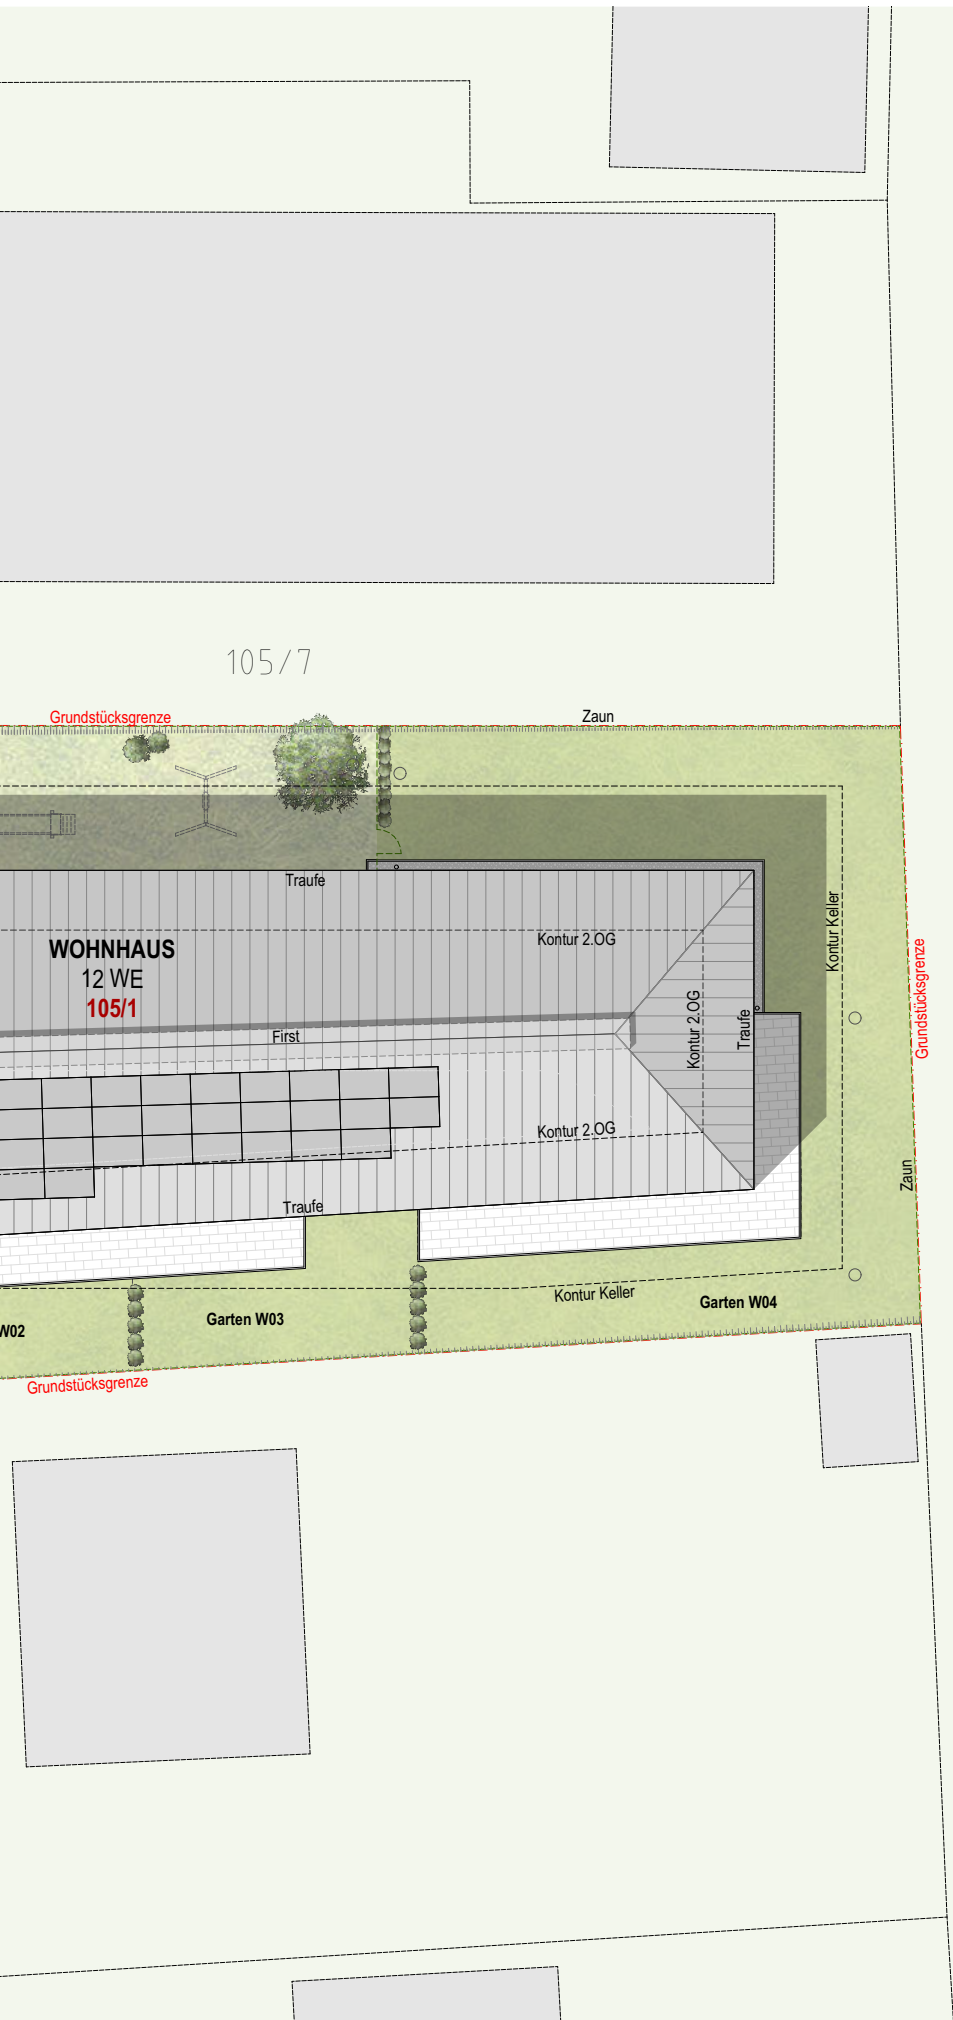 105/7
Grundstücksgrenze
Zaun
Traufe
Kontur Keller
WOHNHAUS
12 WE
105/1
Kontur 2.OG
Grundstücksgrenze
Kontur 2.OG
Traufe
First
Kontur 2.OG
Zaun
Traufe
Kontur Keller
Garten W04
Garten W03
W02
Grundstücksgrenze